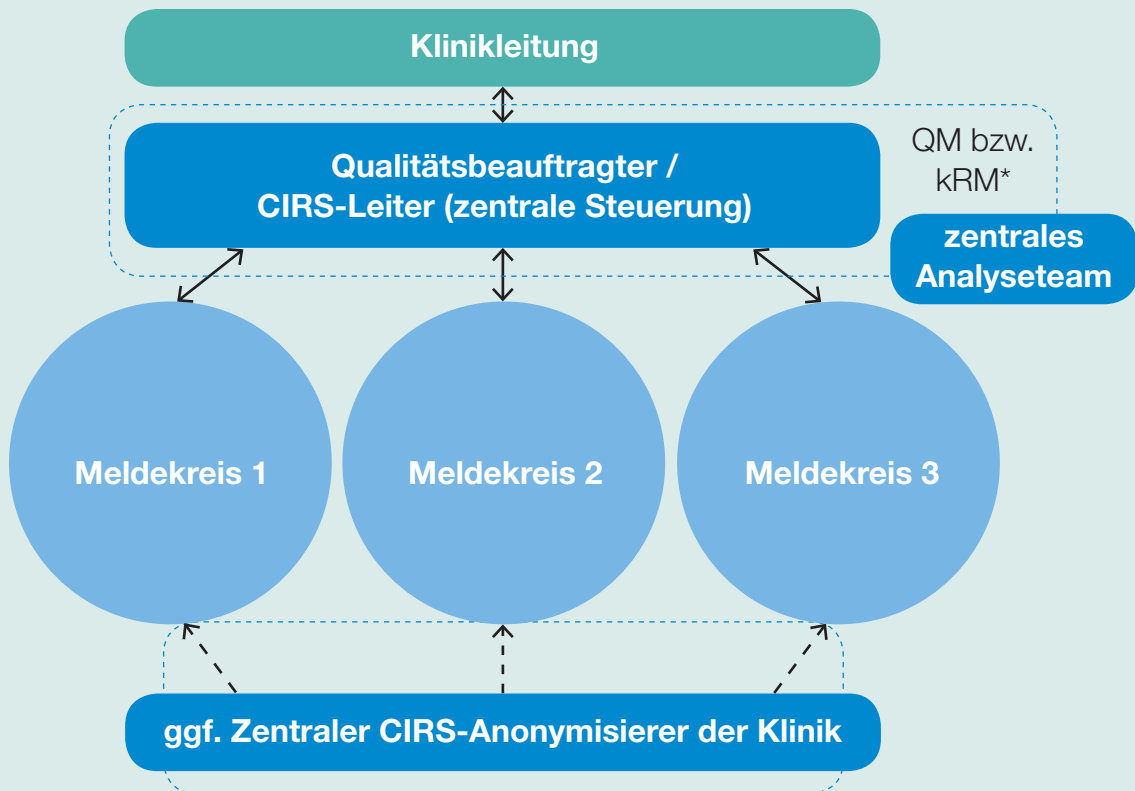 Klinikleitung
Qualitätsbeauftragter /
CIRS-Leiter (zentrale Steuerung)
QM bzw.
kRM*
zentrales
Analyseteam
Meldekreis 1
Meldekreis 2
Meldekreis 3
ggf. Zentraler CIRS-Anonymisierer der Klinik